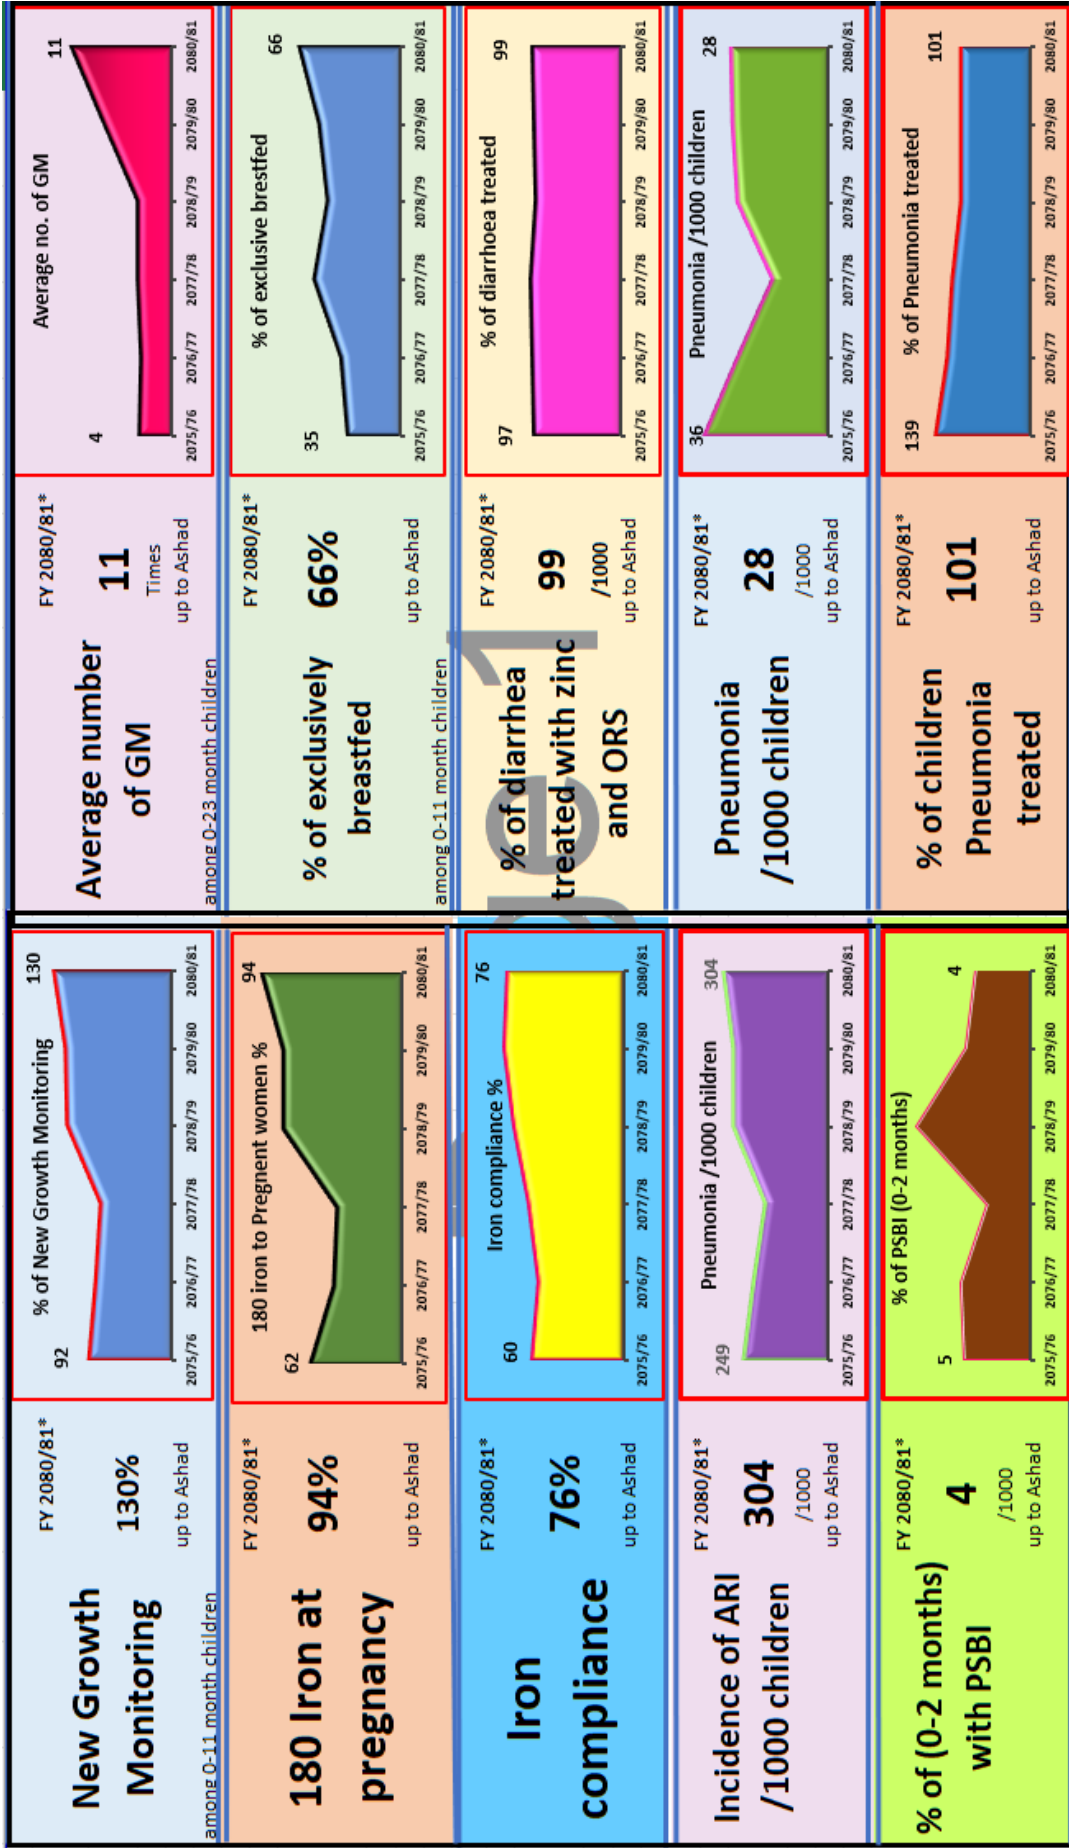 New Growth
Monitoring
among 0-11 month children
FY 2080/81*
130%
up to Ashad
% of New Growth Monitoring
92
130
2075/76 2076/77 2077/78 2078/79 2079/80 2080/81
Average number
of GM
among 0-23 month children
FY 2080/81*
11
Times
up to Ashad
Average no. of GM
4
11
2075/76 2076/77 2077/78 2078/79 2079/80 2080/81
180 Iron at
pregnancy
FY 2080/81*
94%
up to Ashad
180 iron to Pregnent women %
62
94
2075/76 2076/77 2077/78 2078/79 2079/80 2080/81
% of exclusively
breastfed
among 0-11 month children
FY 2080/81*
66%
up to Ashad
% of exclusive brestfed
35
66
2075/76 2076/77 2077/78 2078/79 2079/80 2080/81
Iron
compliance
FY 2080/81*
76%
up to Ashad
Iron compliance %
60
76
2075/76 2076/77 2077/78 2078/79 2079/80 2080/81
% of diarrhea
treated with zinc
and ORS
FY 2080/81*
99
/1000
up to Ashad
% of diarrhoea treated
97
99
2075/76 2076/77 2077/78 2078/79 2079/80 2080/81
Incidence of ARI
/1000 children
FY 2080/81*
304
/1000
up to Ashad
Pneumonia /1000 children
249
304
2075/76 2076/77 2077/78 2078/79 2079/80 2080/81
Pneumonia
/1000 children
FY 2080/81*
28
/1000
up to Ashad
Pneumonia /1000 children
36
28
2075/76 2076/77 2077/78 2078/79 2079/80 2080/81
% of (0-2 months)
with PSBI
FY 2080/81*
4
/1000
up to Ashad
% of PSBI (0-2 months)
5
4
2075/76 2076/77 2077/78 2078/79 2079/80 2080/81
% of children
Pneumonia
treated
FY 2080/81*
101
up to Ashad
% of Pneumonia treated
139
101
2075/76 2076/77 2077/78 2078/79 2079/80 2080/81